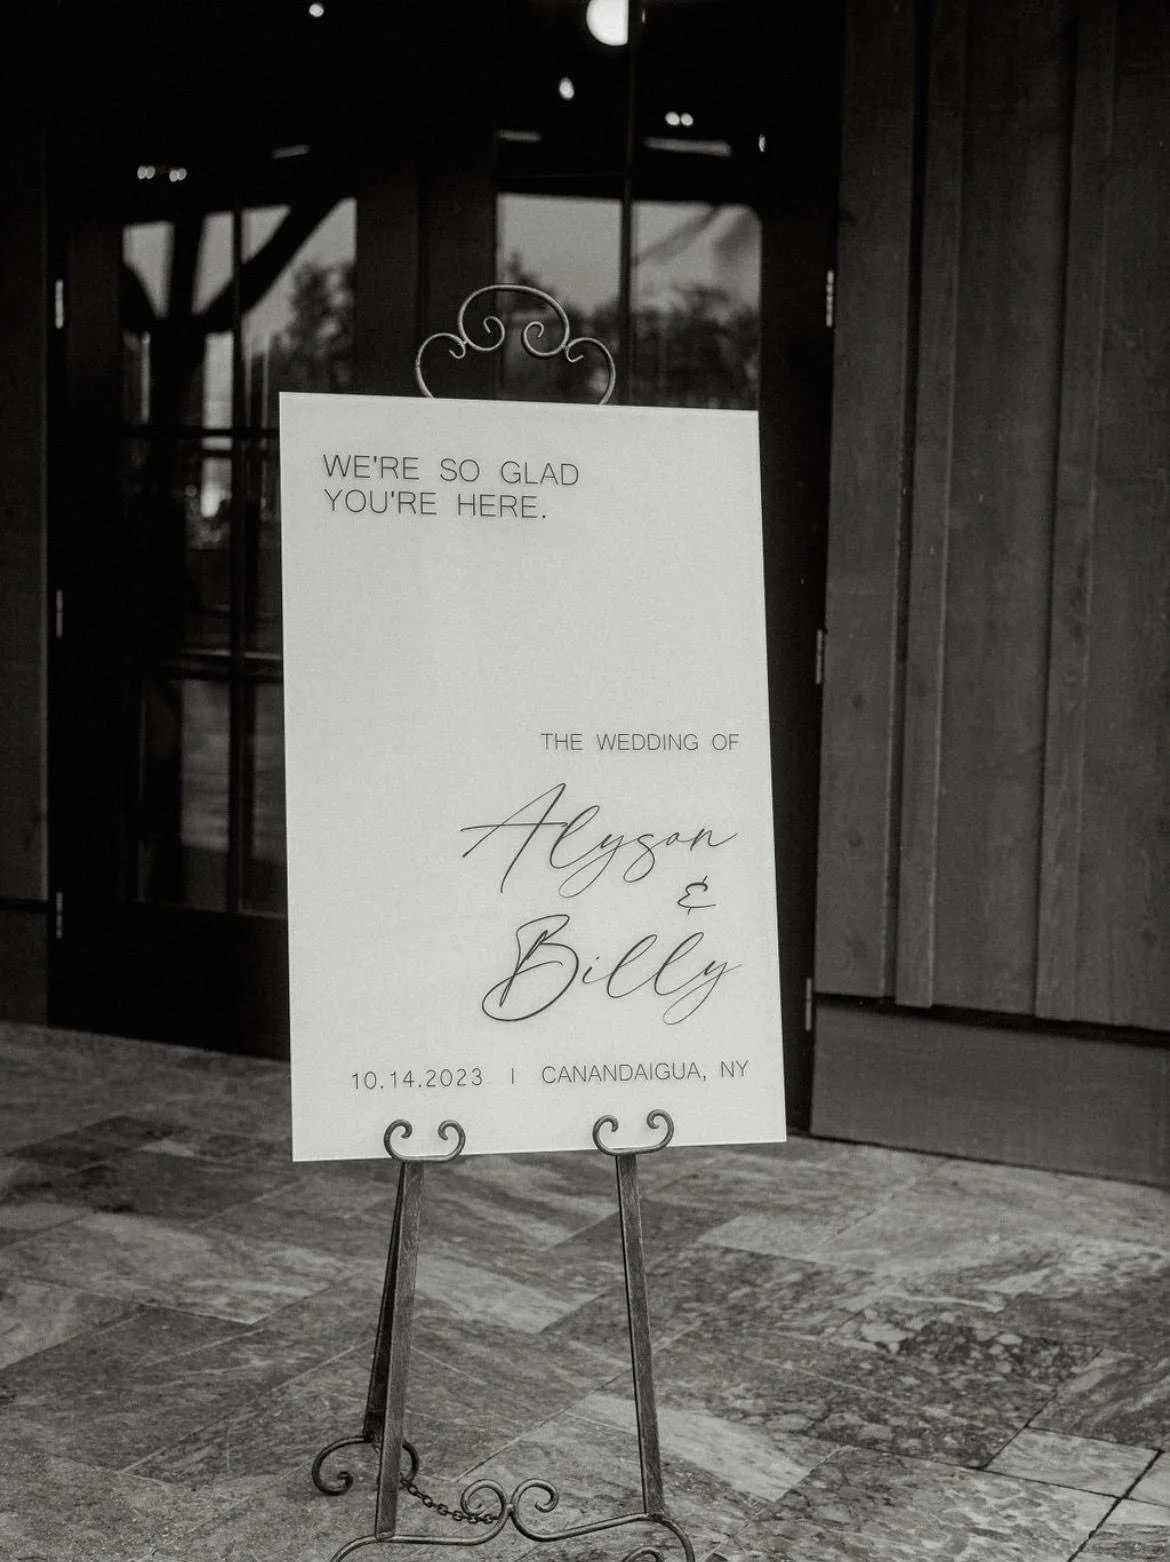 WE'RE SO GLAD
YOU'RE HERE.
THE WEDDING OF
Alyson
&
Billy
10.14.2023 | CANANDAIGUA, NY